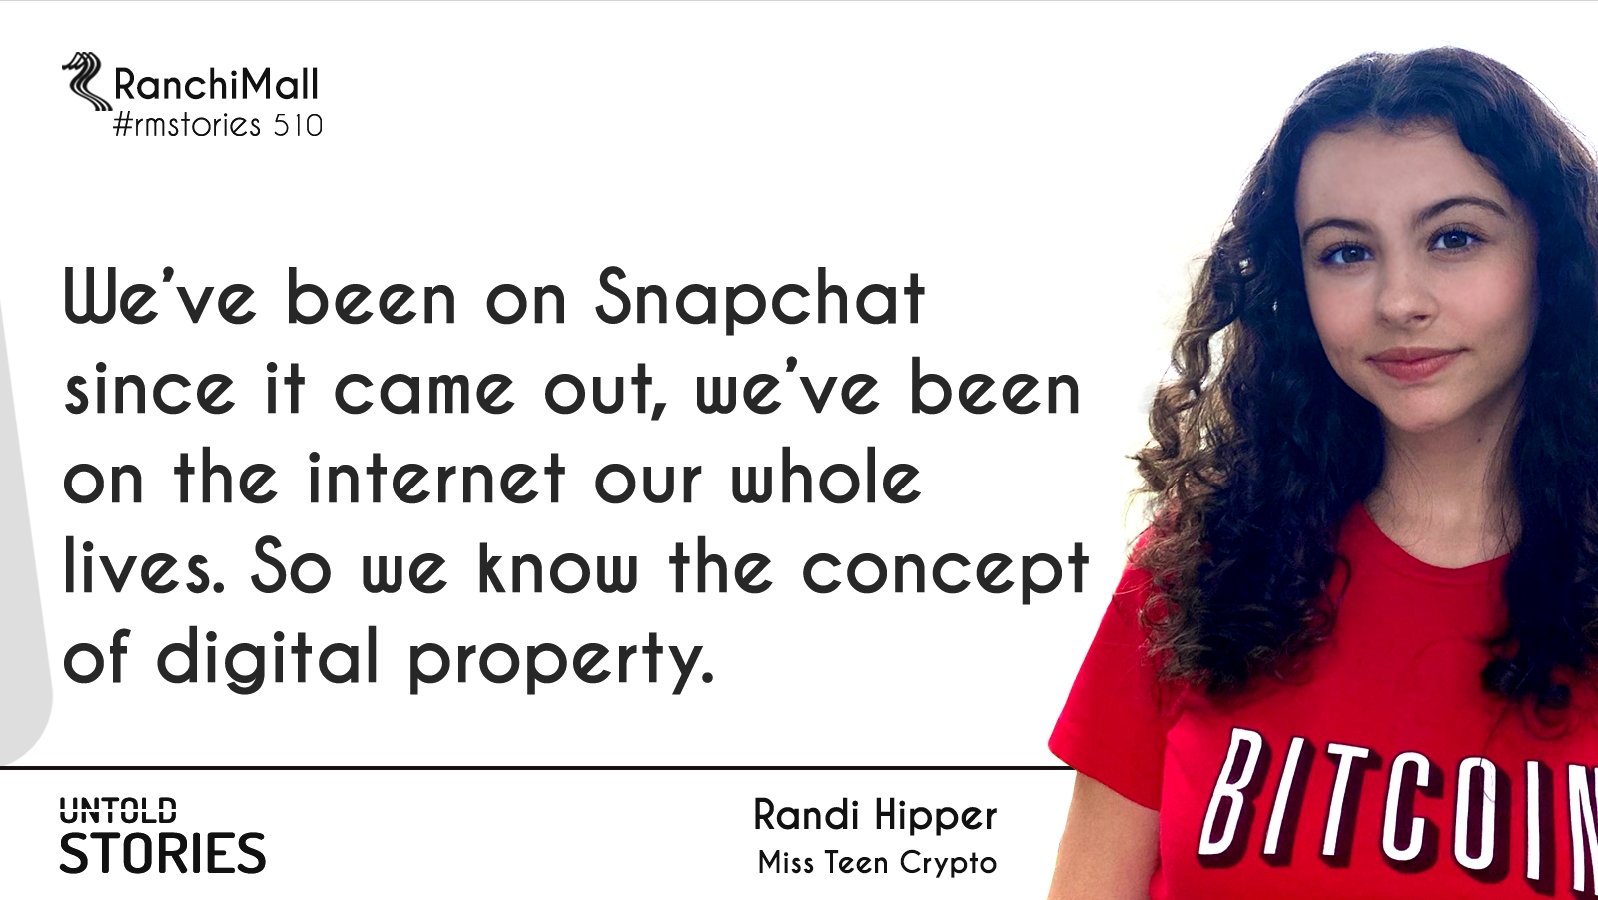 RanchiMall
#rmstories 510
We've been on Snapchat
since it came out, we've been
on the internet our whole
lives. So we know the concept
of digital property.
UNTOLD
STORIES
Randi Hipper
Miss Teen Crypto
BITCOIN